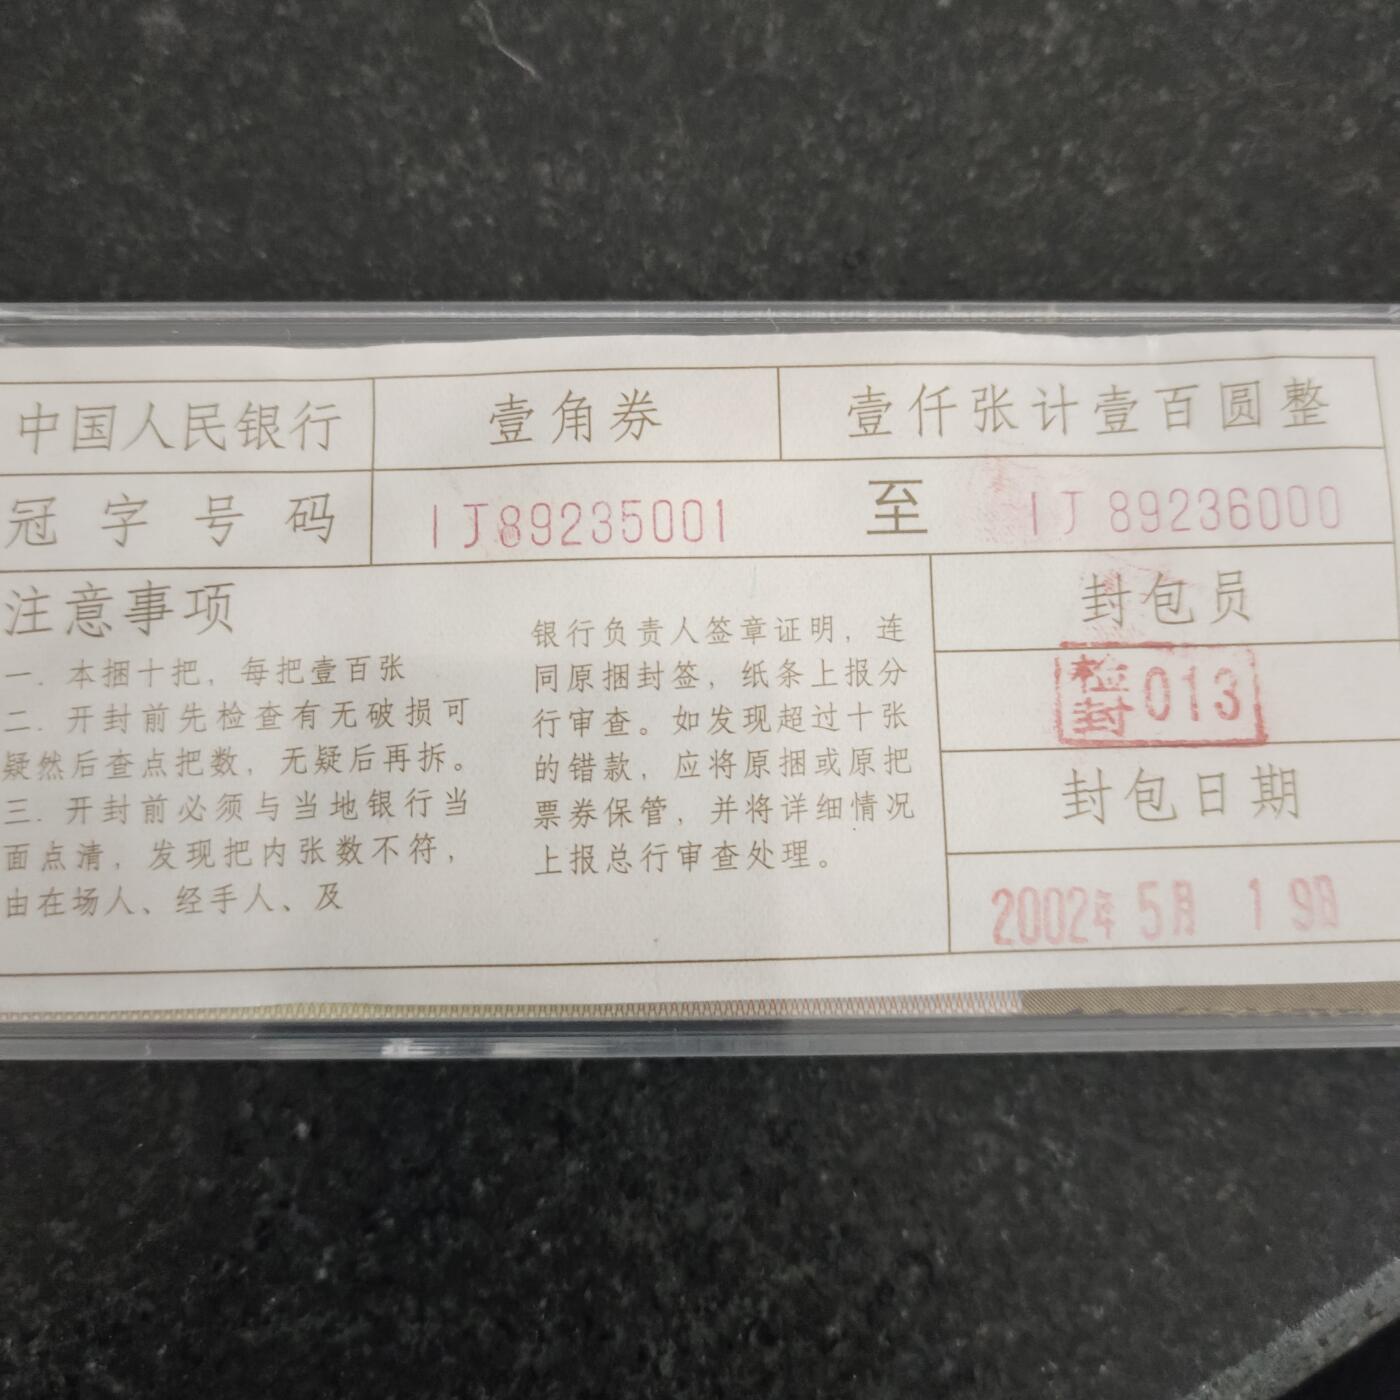 中国人民银行 壹角券 壹仟张计壹百圆整
冠字号码 IJ89235001 至 IJ89236000
注意事项
一. 本捆十把，每把壹百张
二. 开封前先检查有无破损可
疑然后查点把数，无疑后再拆。
三. 开封前必须与当地银行当
面点清，发现把内张数不符，
由在场人、经手人、及
银行负责人签章证明，连
同原捆封签，纸条上报分
行审查。如发现超过十张
的错款，应将原捆或原把
票券保管，并将详细情况
上报总行审查处理。
封包员
检封013
封包日期
2002年5月19日